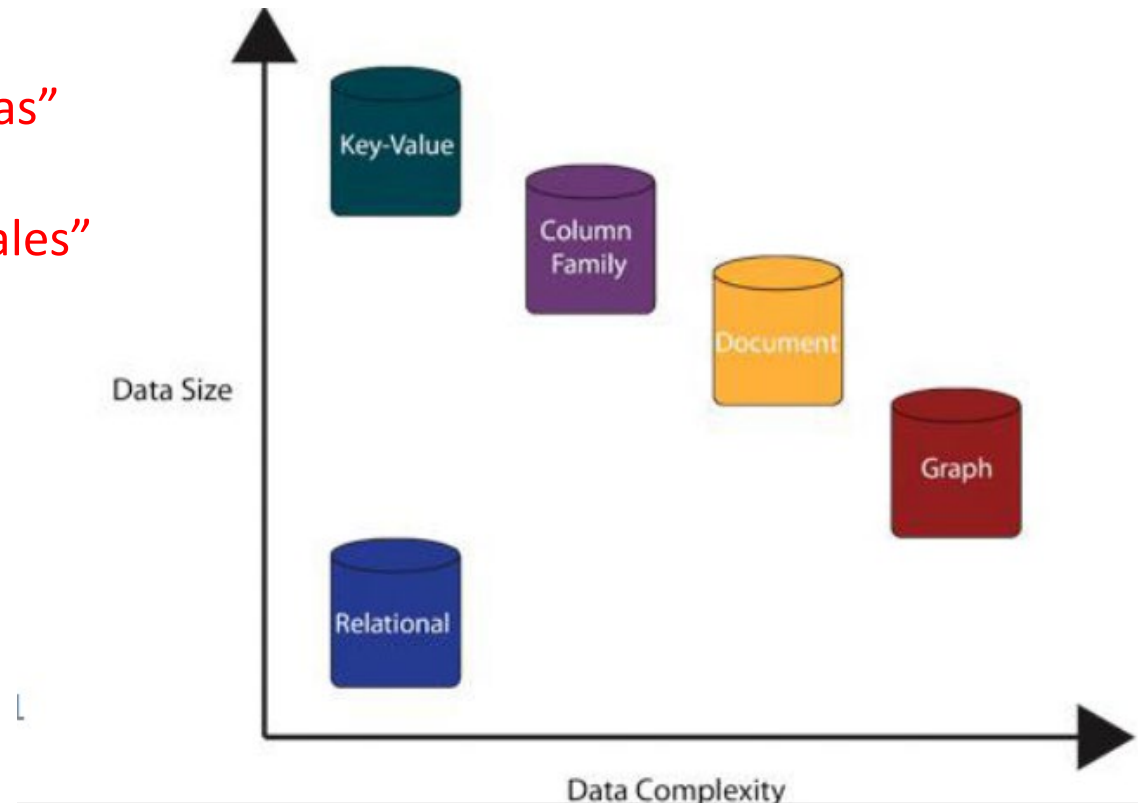 as”
Key-Value
ales”
Column
Family
Document
Data Size
Graph
Relational
Data Complexity